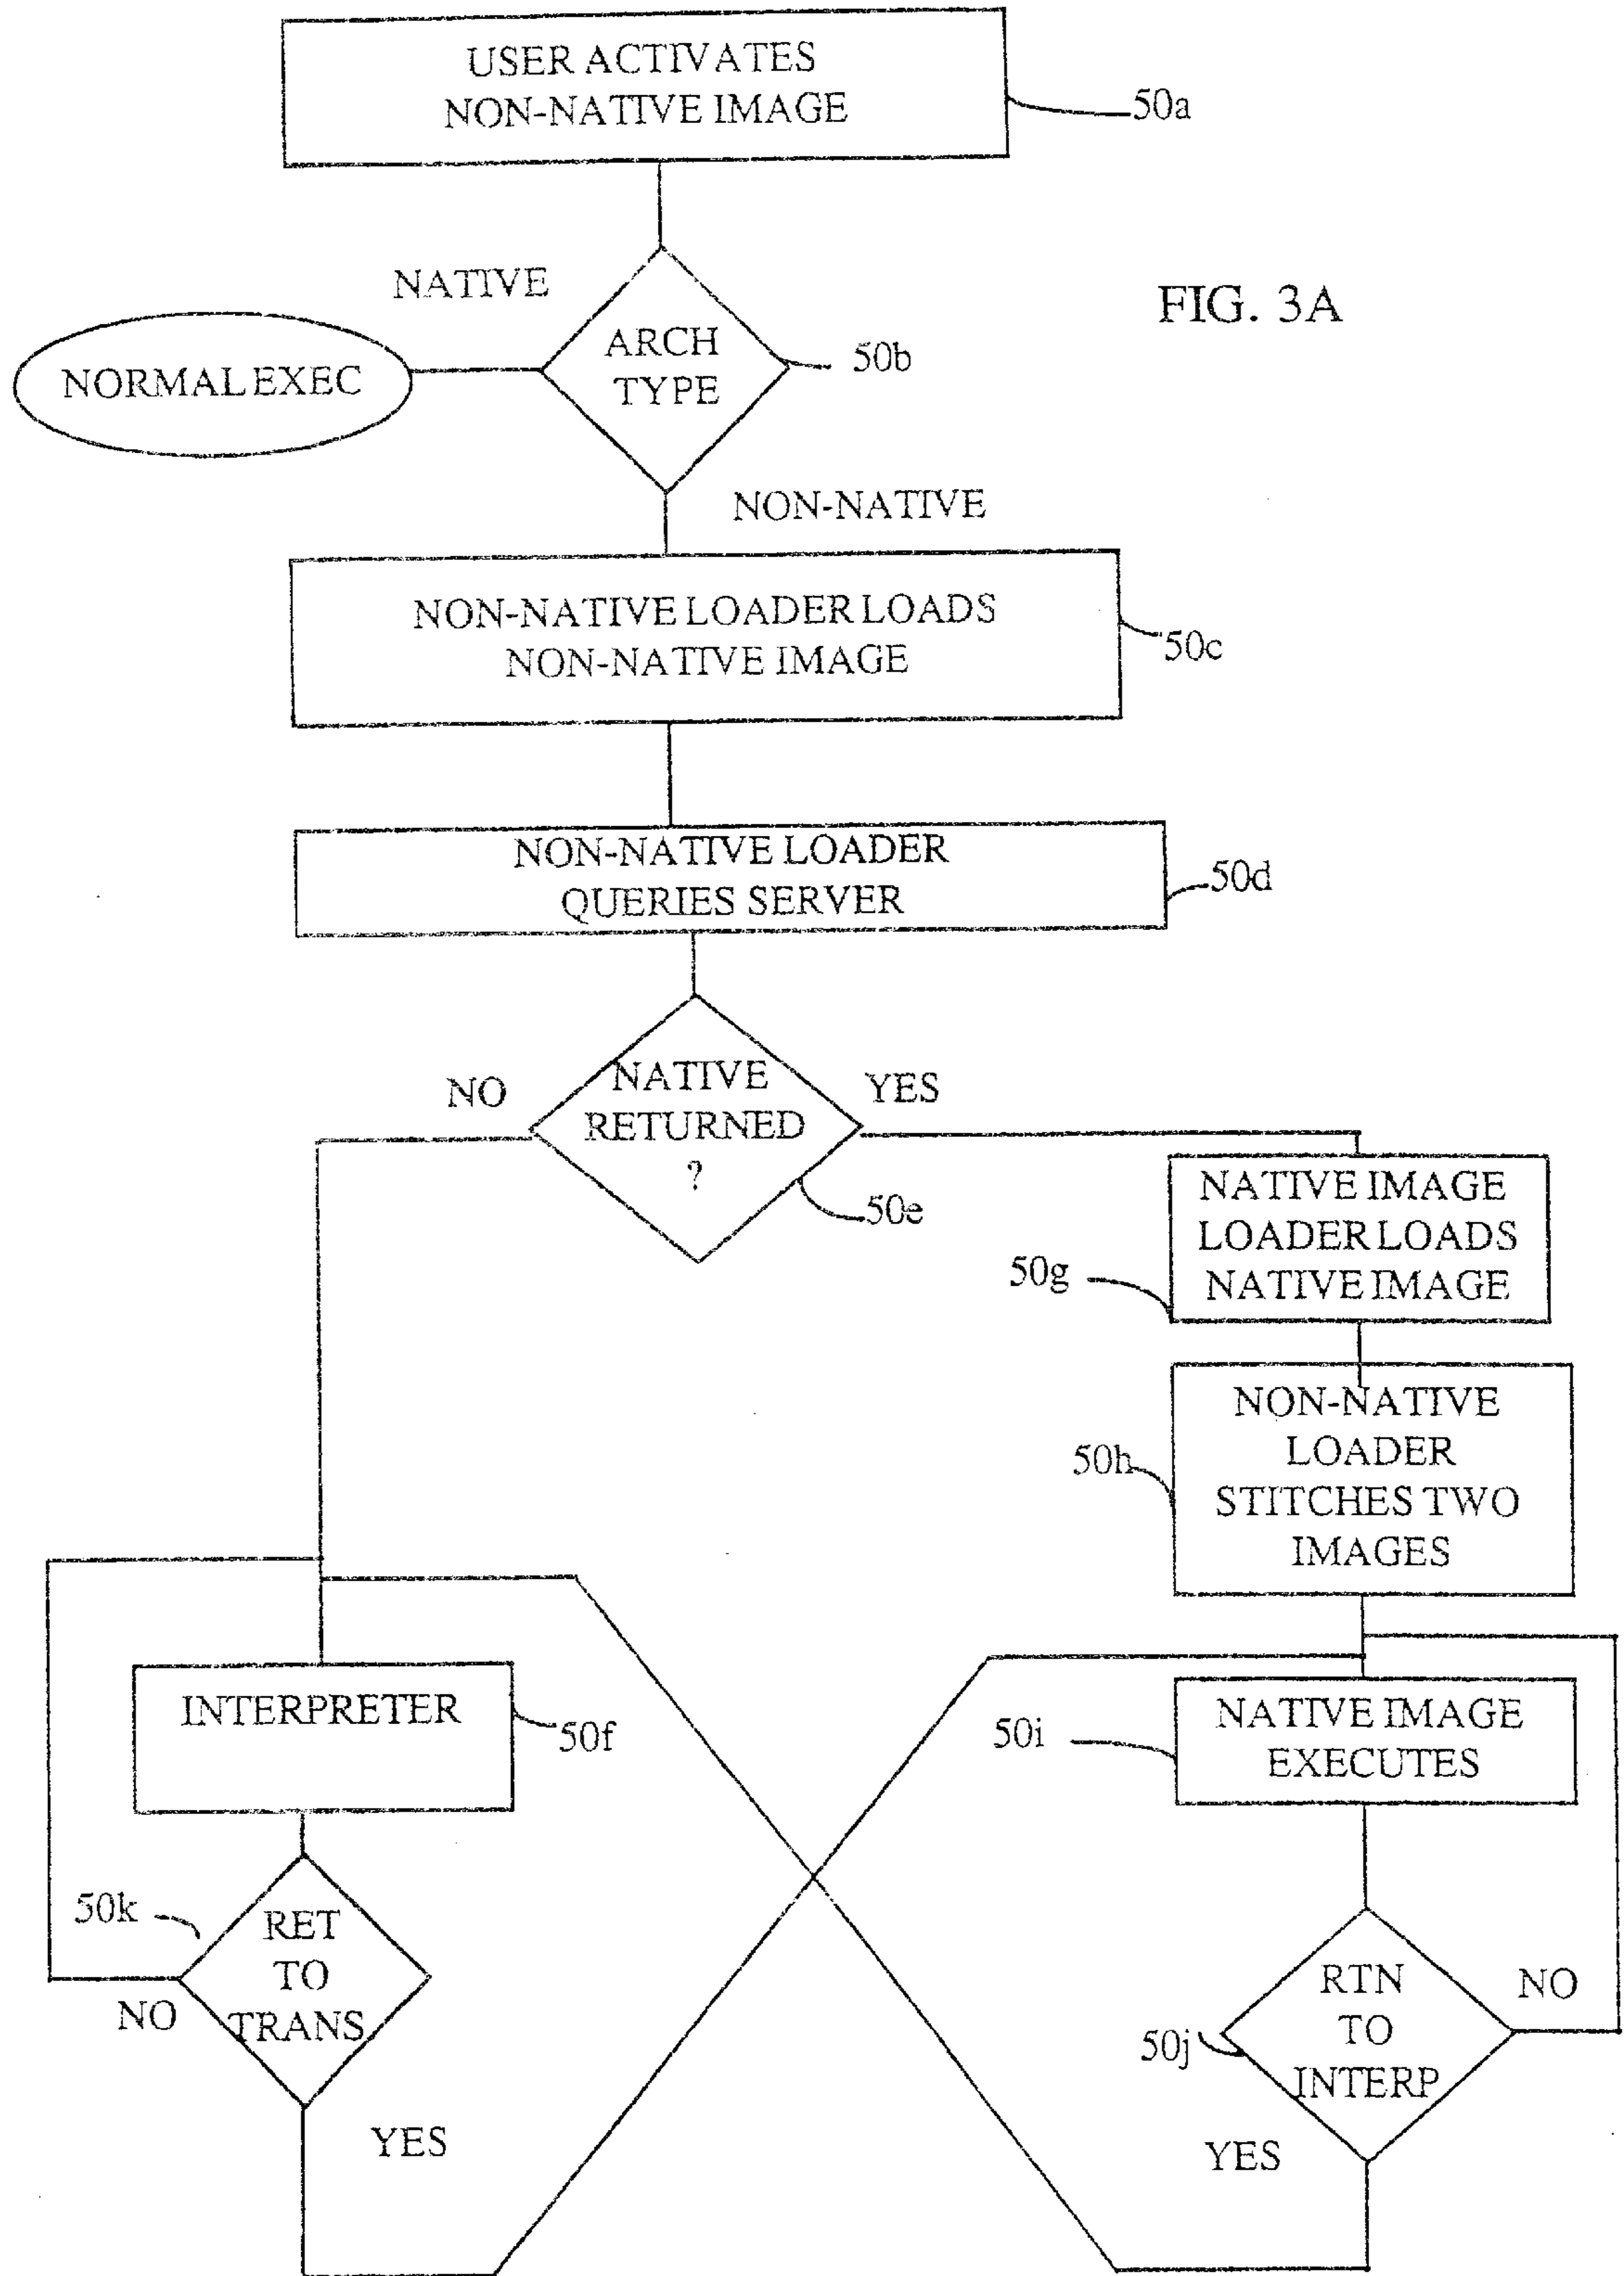 USER ACTIVATES
NON-NATIVE IMAGE
50a
FIG. 3A
NATIVE
NORMAL EXEC
ARCH
TYPE
50b
NON-NATIVE
NON-NATIVE LOADER LOADS
NON-NATIVE IMAGE
50c
NON-NATIVE LOADER
QUERIES SERVER
50d
NO
NATIVE
RETURNED
?
YES
50e
NATIVE IMAGE
LOADER LOADS
NATIVE IMAGE
50g
NON-NATIVE
LOADER
STITCHES TWO
IMAGES
50h
INTERPRETER
50f
NATIVE IMAGE
EXECUTES
50i
50k
RET
TO
TRANS
NO
YES
RTN
TO
INTERP
NO
50j
YES